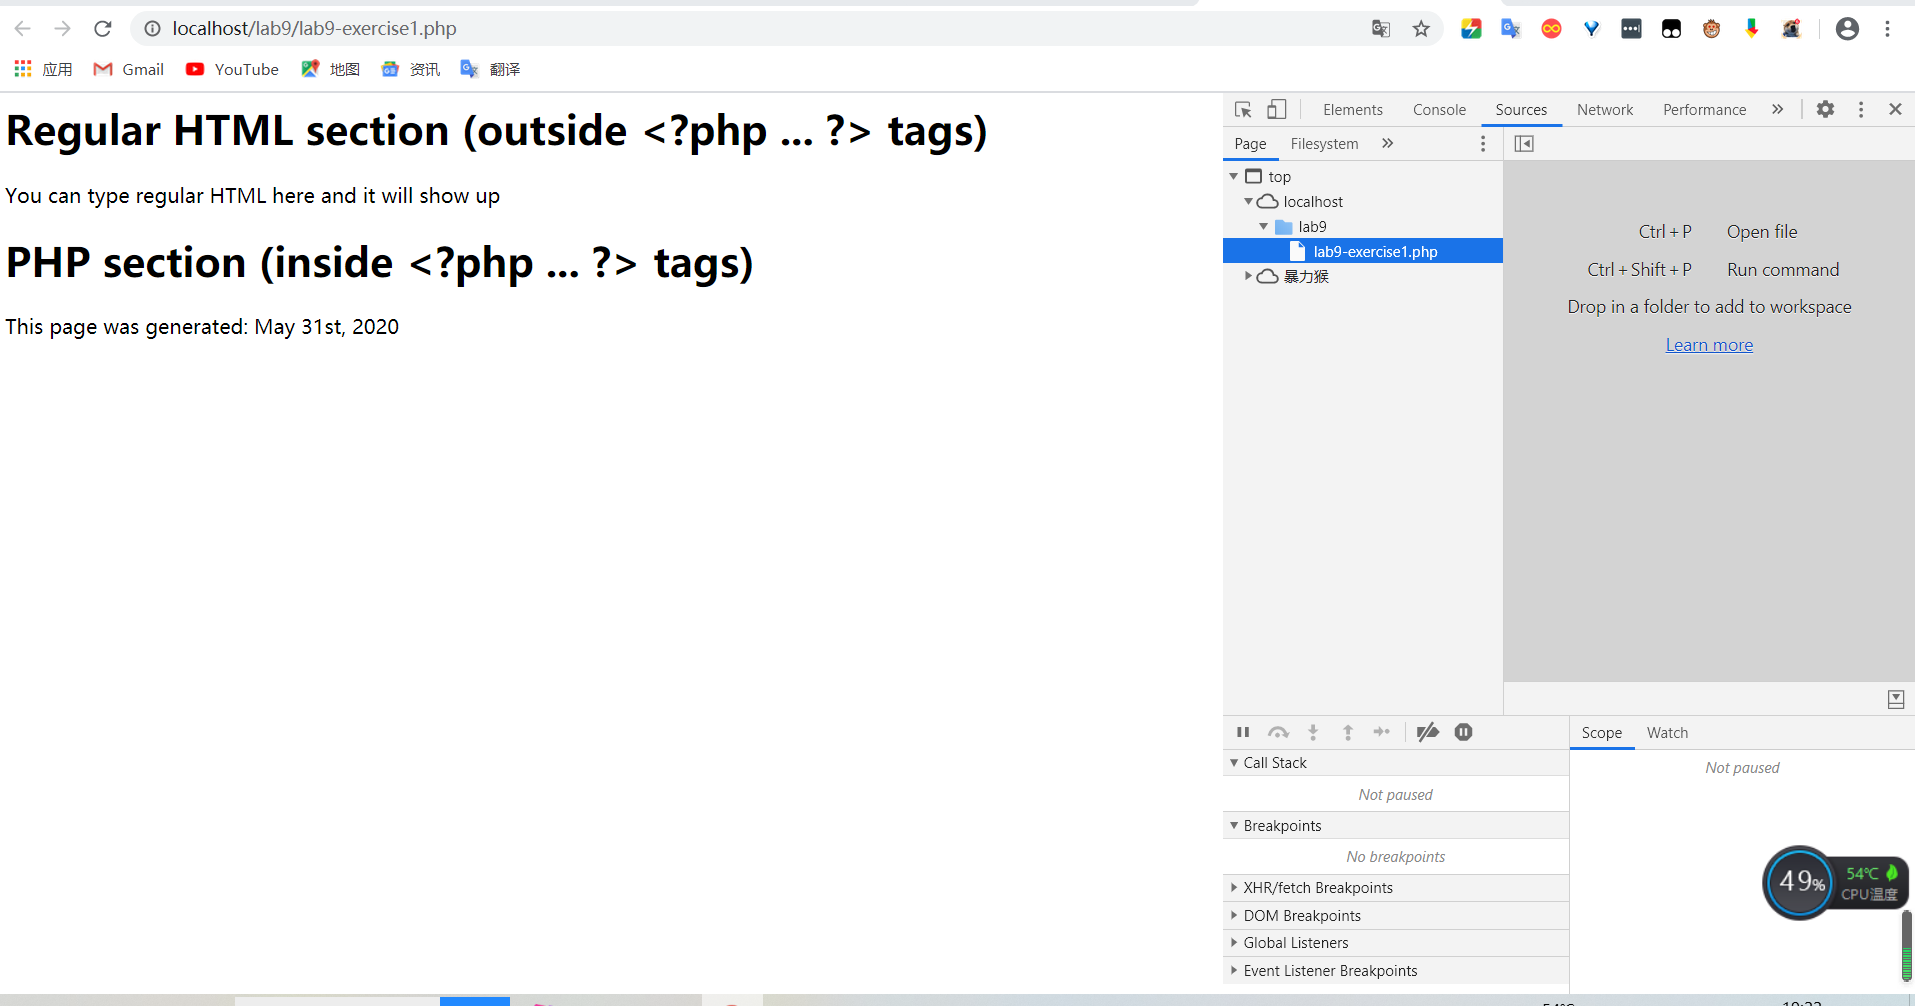 localhost/lab9/lab9-exercise1.php
应用 Gmail YouTube 地图 资讯 翻译
Regular HTML section (outside <?php ... ?> tags)
You can type regular HTML here and it will show up
PHP section (inside <?php ... ?> tags)
This page was generated: May 31st, 2020
Elements Console Sources Network Performance »
Page Filesystem »
top
localhost
lab9
lab9-exercise1.php
暴力猴
Ctrl + P Open file
Ctrl + Shift + P Run command
Drop in a folder to add to workspace
Learn more
Scope Watch
Call Stack
Not paused
Not paused
Breakpoints
No breakpoints
XHR/fetch Breakpoints
DOM Breakpoints
Global Listeners
Event Listener Breakpoints
49%
54℃
CPU温度